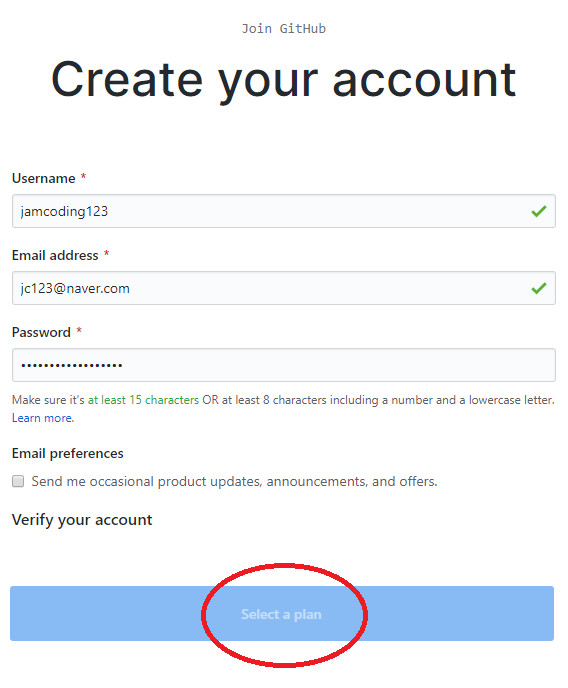 Join GitHub
Create your account
Username *
jamcoding123
Email address *
jc123@naver.com
Password *
••••••••••••••••••
Make sure it's at least 15 characters OR at least 8 characters including a number and a lowercase letter.
Learn more.
Email preferences
Send me occasional product updates, announcements, and offers.
Verify your account
Select a plan